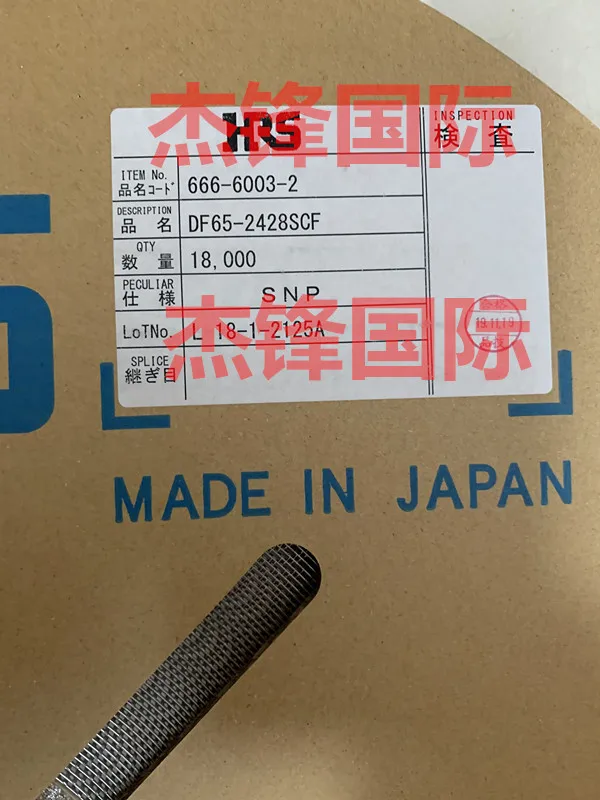 杰锋国际
HRS
INSPECTION
検 査
ITEM No.
品名コード 666-6003-2
DESCRIPTION
品 名 DF65-2428SCF
QTY
数 量 18,000
PECULIAR
仕 様 SNP
杰锋国际
LoTNo. L 18-1-2125A
19.11.19
SPLICE
継ぎ目
MADE IN JAPAN